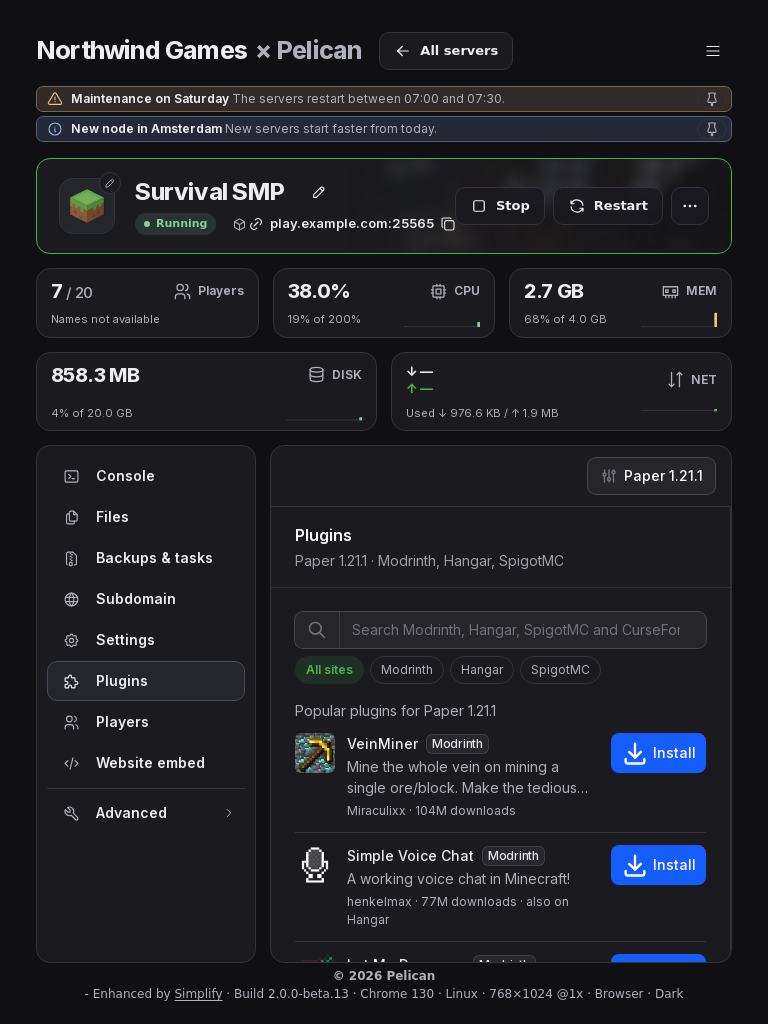 Northwind Games × Pelican
All servers
Maintenance on Saturday The servers restart between 07:00 and 07:30.
New node in Amsterdam New servers start faster from today.
Survival SMP
Running
play.example.com:25565
Stop
Restart
7 / 20
Players
Names not available
38.0%
CPU
19% of 200%
2.7 GB
MEM
68% of 4.0 GB
858.3 MB
DISK
4% of 20.0 GB
↓ —
↑ —
NET
Used ↓ 976.6 KB / ↑ 1.9 MB
Console
Files
Backups & tasks
Subdomain
Settings
Plugins
Players
Website embed
Advanced
Paper 1.21.1
Plugins
Paper 1.21.1 · Modrinth, Hangar, SpigotMC
Search Modrinth, Hangar, SpigotMC and CurseFor
All sites
Modrinth
Hangar
SpigotMC
Popular plugins for Paper 1.21.1
VeinMiner Modrinth
Mine the whole vein on mining a
single ore/block. Make the tedious…
Miraculixx · 104M downloads
Install
Simple Voice Chat Modrinth
A working voice chat in Minecraft!
henkelmax · 77M downloads · also on
Hangar
Install
© 2026 Pelican
- Enhanced by Simplify · Build 2.0.0-beta.13 · Chrome 130 · Linux · 768×1024 @1x · Browser · Dark